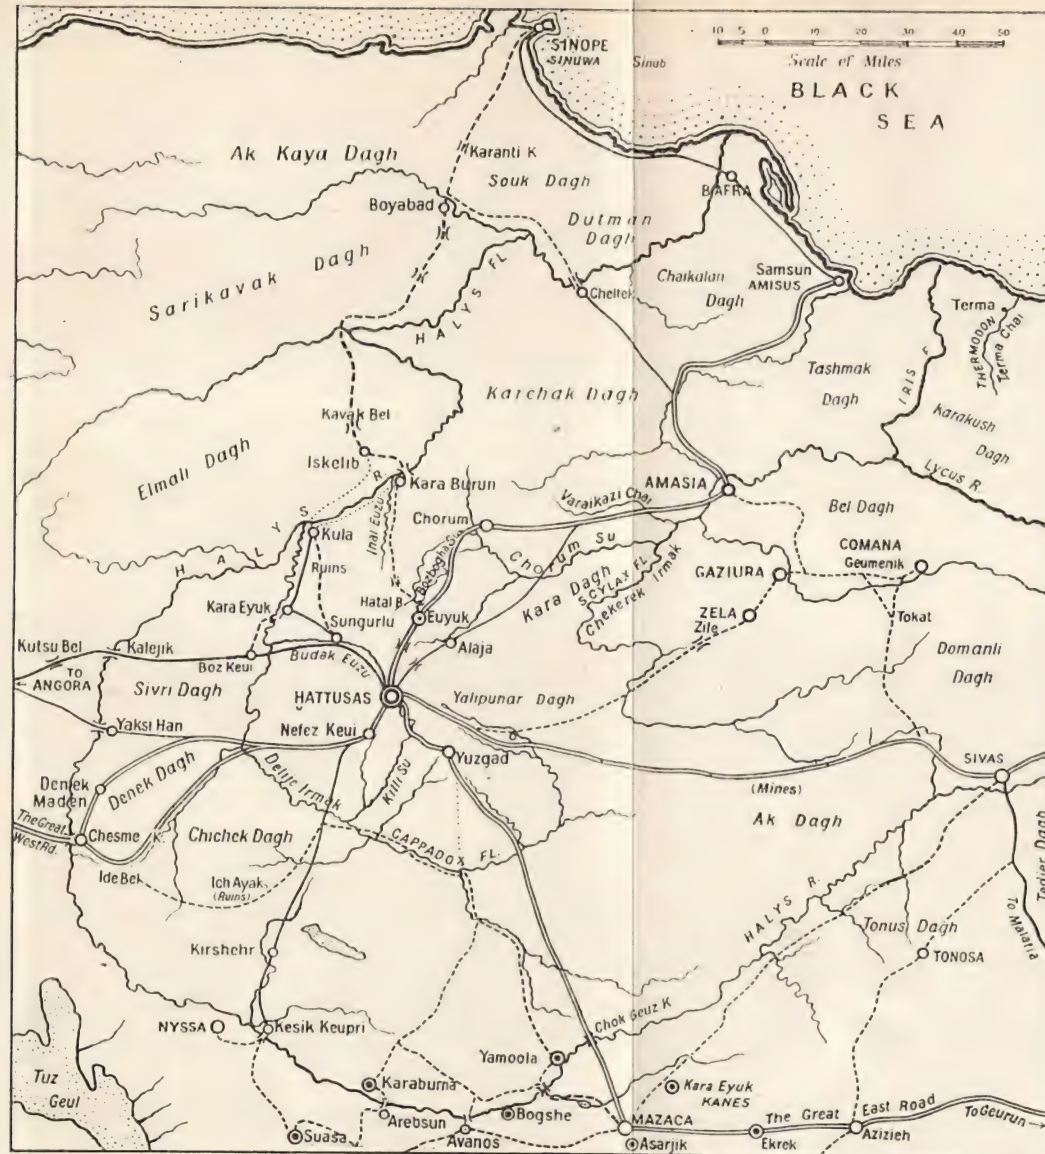 SINOPE
SINUWA
Sinub
10 5 0 10 20 30 40 50
Scale of Miles
BLACK
SEA
Ak Kaya Dagh
Karanti K
Souk Dagh
BAFRA
Boyabad
Dutman
Dagh
Sarikavak Dagh
HALYS FL
Cheltek
Chaikalan
Dagh
Samsun
AMISUS
Terma
THERMODON
Terma Chai
IRIS F.
Tashmak
Dagh
Karchak Dagh
Karakush
Dagh
Lycus R.
Kavak Bel
Elmali Dagh
Iskelib
Kara Burun
AMASIA
Varaikazi Chai
Bel Dagh
HALYS R.
Kula
Inal Euzu
Chorum
Chorum Su
Bozbogha Su
COMANA
Geumenik
Ruins
Kara Dagh
SCYLAX FL.
Chekerek Irmak
GAZIURA
Hatal B.
Kara Eyuk
Euyuk
ZELA
Zile
Tokat
Sungurlu
Alaja
Kutsu Bel
Kalejik
Boz Keui
Budak Euzu
Domanli
Dagh
TO
ANGORA
Sivri Dagh
HATTUSAS
Yalipunar Dagh
Yaksi Han
Nefez Keui
Yuzgad
SIVAS
Denek
Maden
Denek Dagh
Delije Irmak
Killi Su
(Mines)
Ak Dagh
The Great
West Rd.
Chesme K.
Chichek Dagh
CAPPADOX FL.
Ide Bel
Ich Ayak
(Ruins)
HALYS R.
Tedjer Dagh
To Malatia
Tonus Dagh
Kirshehr
TONOSA
NYSSA
Kesik Keupri
Chok Geuz K
Yamoola
Tuz
Geul
Karaburna
Kara Eyuk
KANES
Arebsun
Bogshe
MAZACA
The Great East Road
To Geurun
Suasa
Avanos
Asarjik
Ekrek
Azizieh